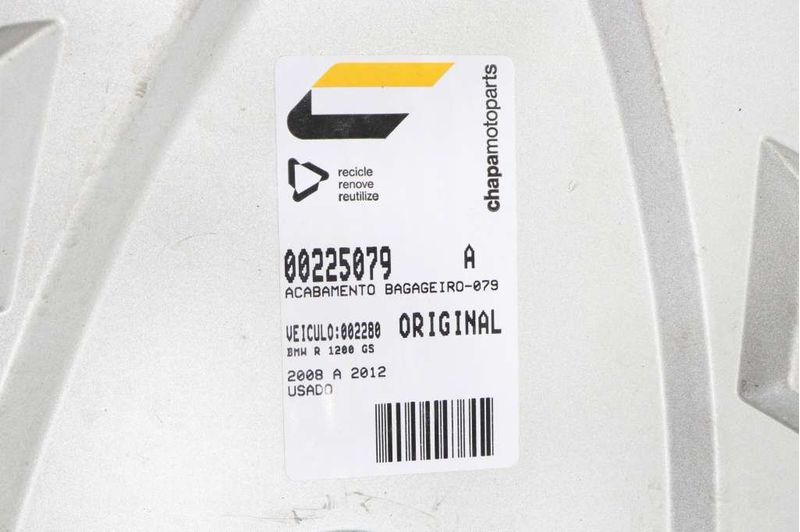 chapamotoparts
recicle
renove
reutilize
00225079 A
ACABAMENTO BAGAGEIRO-079
VEICULO:002280 ORIGINAL
BMW R 1200 GS
2008 A 2012
USADO